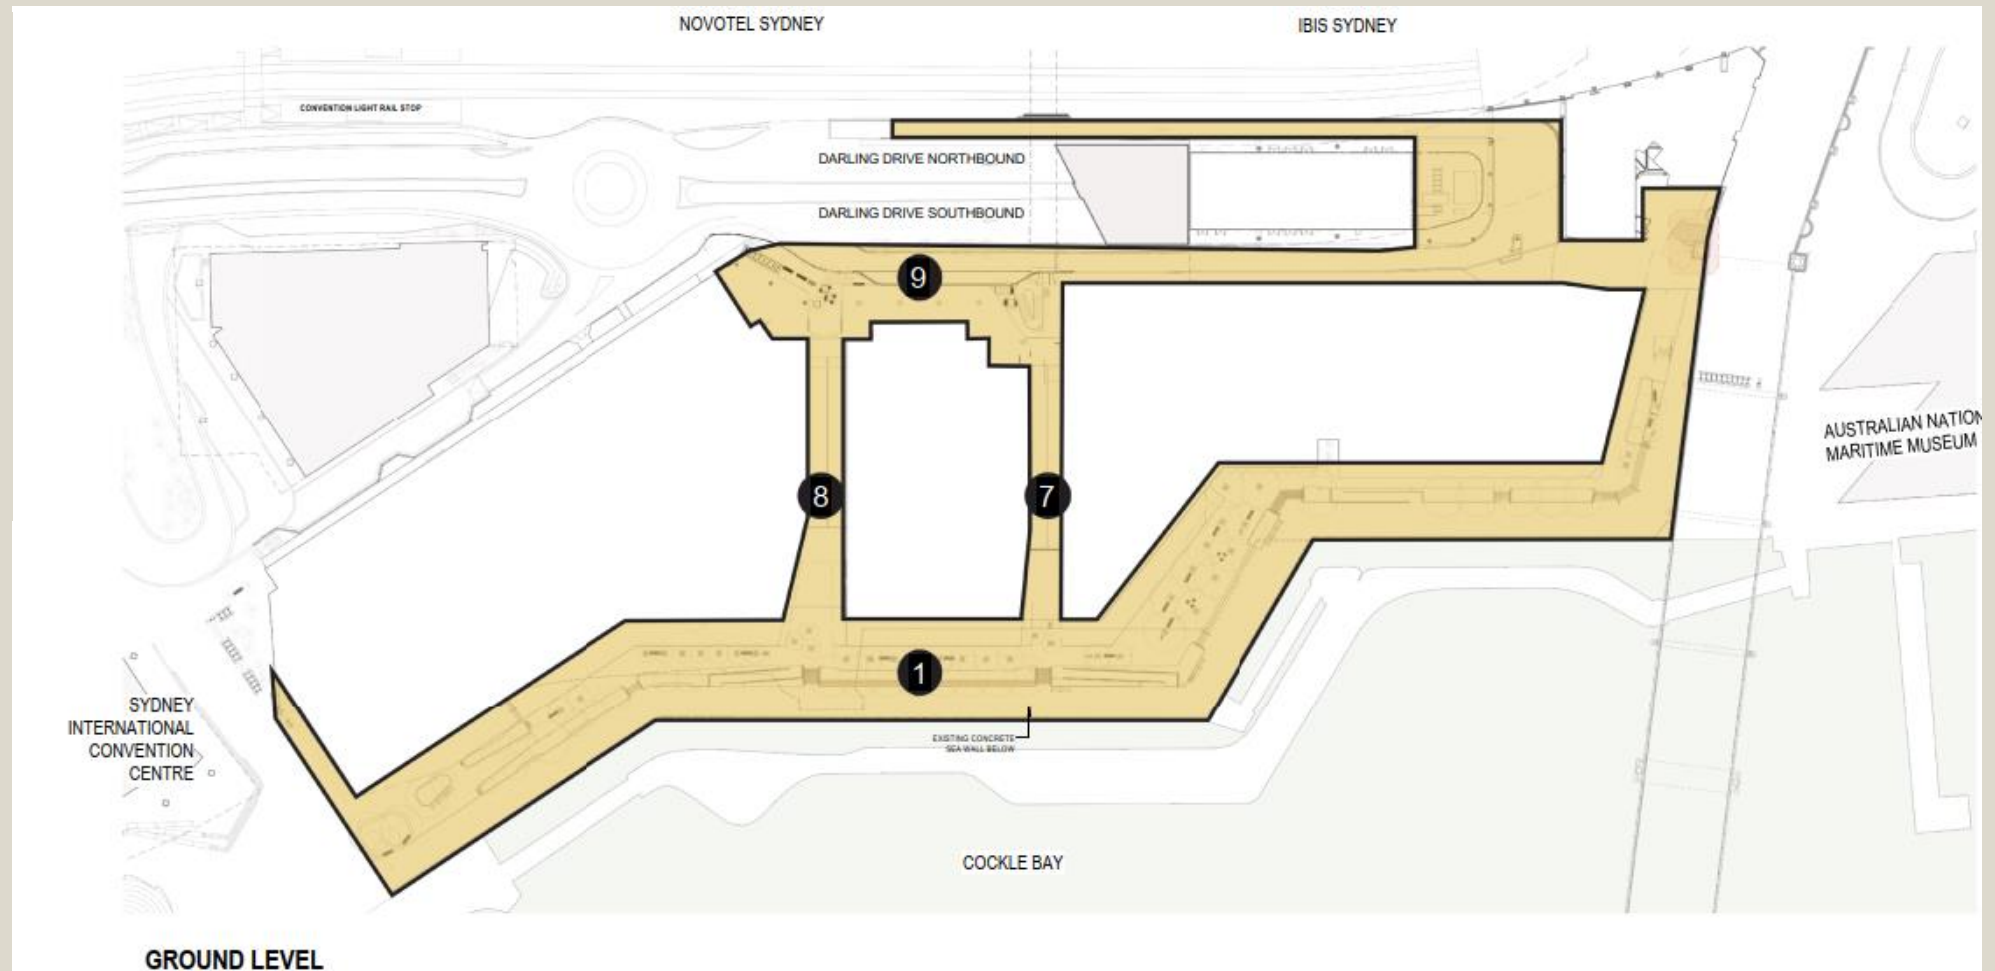 NOVOTEL SYDNEY
IBIS SYDNEY
CONVENTION LIGHT RAIL STOP
DARLING DRIVE NORTHBOUND
DARLING DRIVE SOUTHBOUND
9
8
7
AUSTRALIAN NATION
MARITIME MUSEUM
1
SYDNEY
INTERNATIONAL
CONVENTION
CENTRE
EXISTING CONCRETE
SEA WALL BELOW
COCKLE BAY
GROUND LEVEL